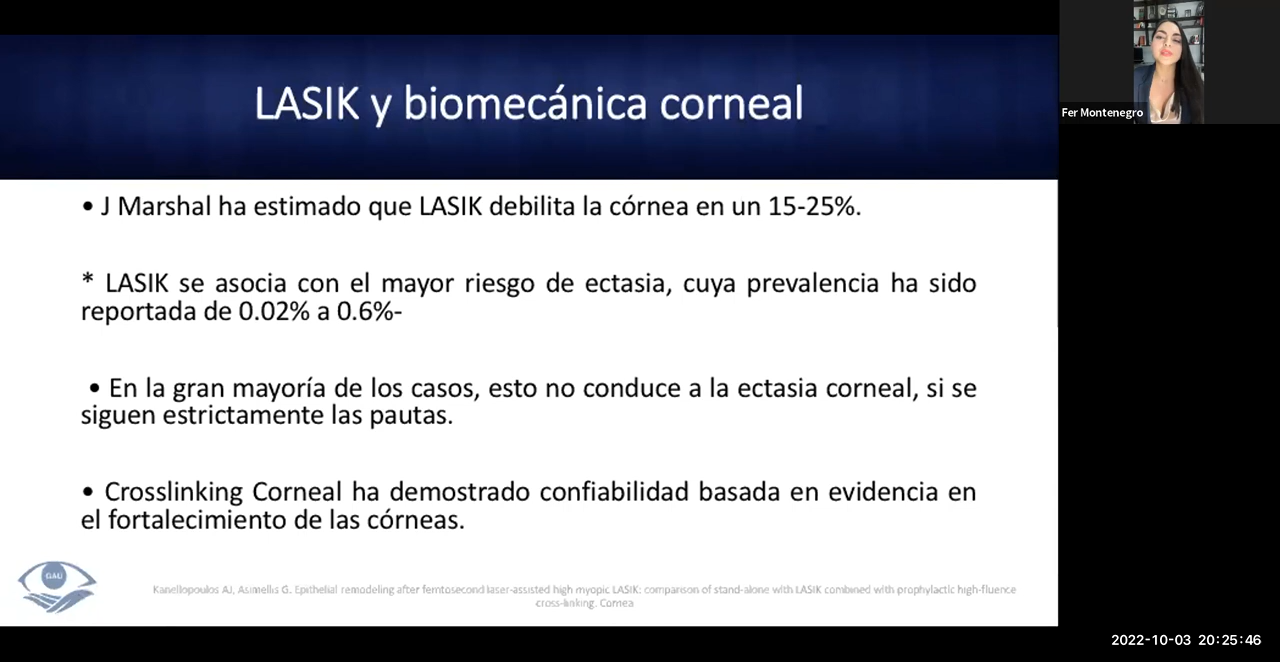 LASIK y biomecánica corneal
• J Marshal ha estimado que LASIK debilita la córnea en un 15-25%.
* LASIK se asocia con el mayor riesgo de ectasia, cuya prevalencia ha sido
reportada de 0.02% a 0.6%-
• En la gran mayoría de los casos, esto no conduce a la ectasia corneal, si se
siguen estrictamente las pautas.
• Crosslinking Corneal ha demostrado confiabilidad basada en evidencia en
el fortalecimiento de las córneas.
GAU
Kanellopoulos AJ, Asimellis G. Epithelial remodeling after femtosecond laser-assisted high myopic LASIK: comparison of stand-alone with LASIK combined with prophylactic high-fluence
cross-linking. Cornea
Fer Montenegro
2022-10-03 20:25:46